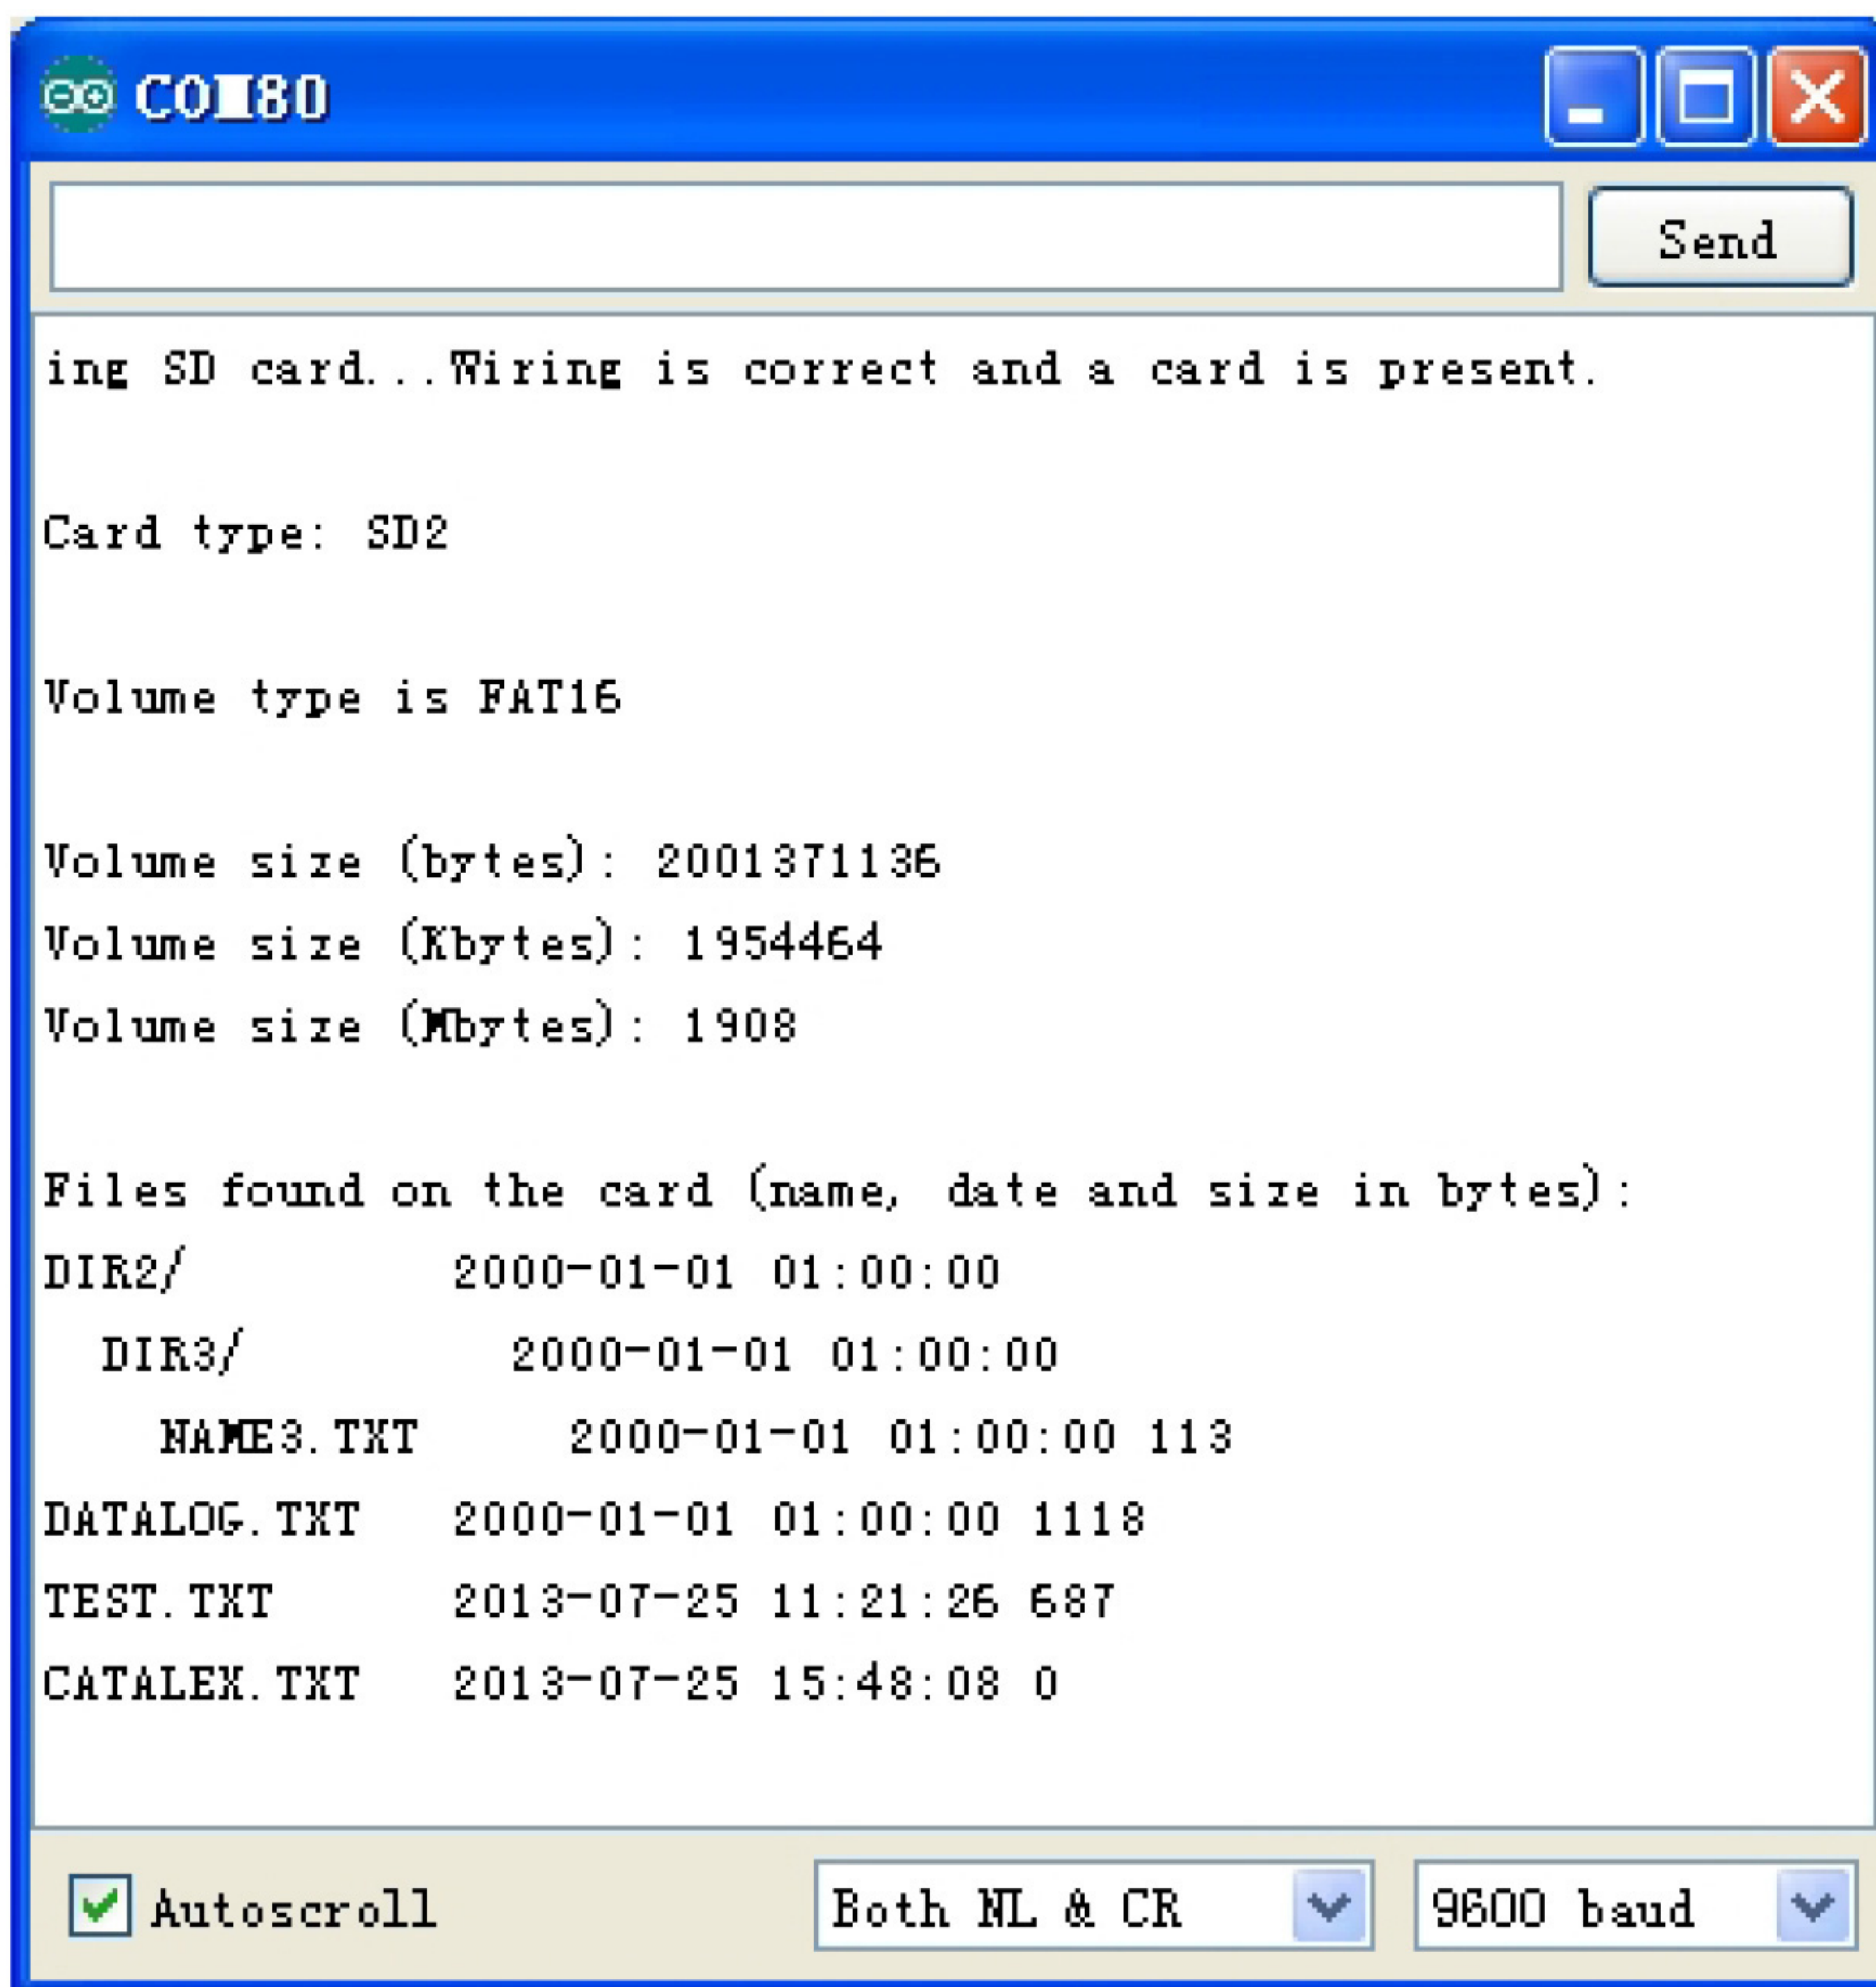 COM80
Send
ing SD card...Wiring is correct and a card is present.
Card type: SD2
Volume type is FAT16
Volume size (bytes): 2001371136
Volume size (Kbytes): 1954464
Volume size (Mbytes): 1908
Files found on the card (name, date and size in bytes):
DIR2/ 2000-01-01 01:00:00
DIR3/ 2000-01-01 01:00:00
NAME3.TXT 2000-01-01 01:00:00 113
DATALOG.TXT 2000-01-01 01:00:00 1118
TEST.TXT 2013-07-25 11:21:26 687
CATALEX.TXT 2013-07-25 15:48:08 0
Autoscroll Both NL & CR 9600 baud